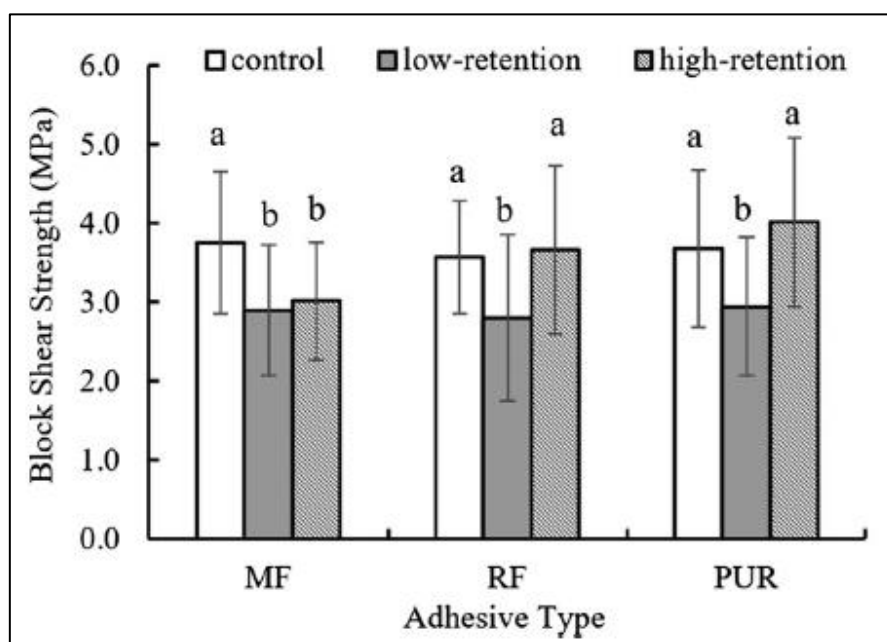 control low-retention high-retention
Block Shear Strength (MPa)
6.0
5.0
4.0
3.0
2.0
1.0
0.0
a b b
a b a
a b a
MF RF PUR
Adhesive Type